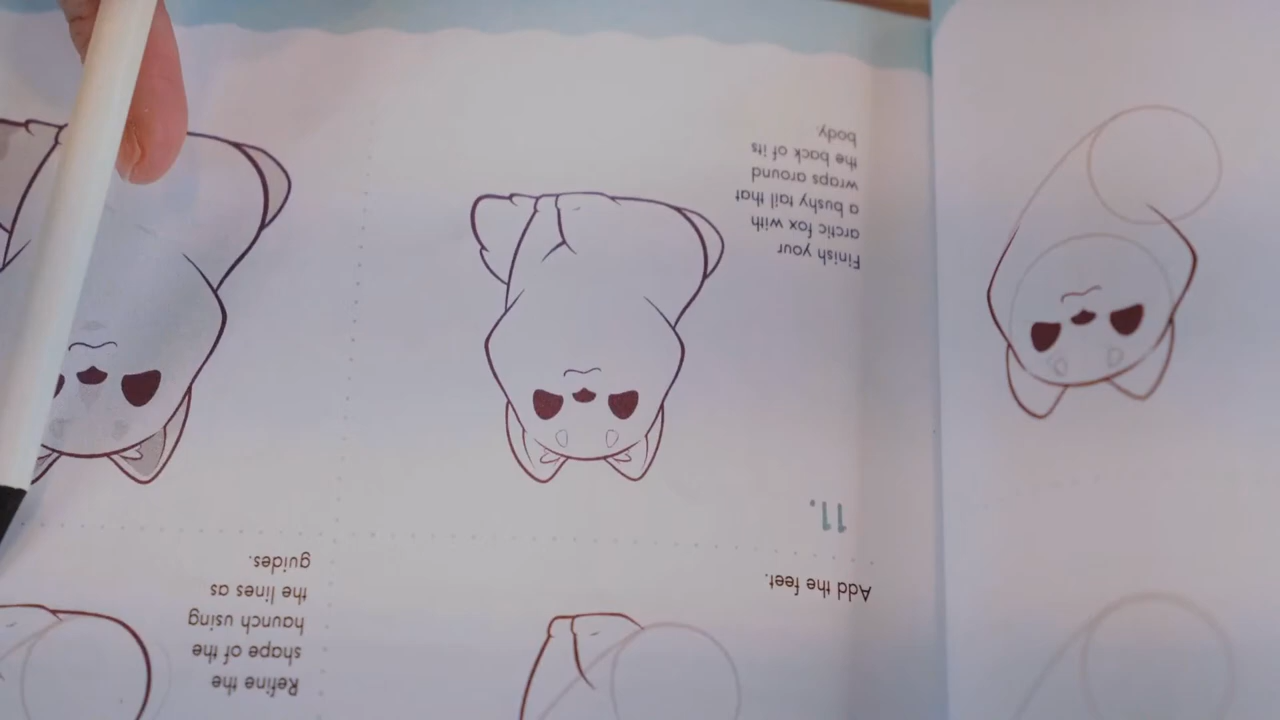 Add the feet.
Refine the
shape of the
haunch using
the lines as
guides.
11.
Finish your
arctic fox with
a bushy tail that
wraps around
the back of its
body.